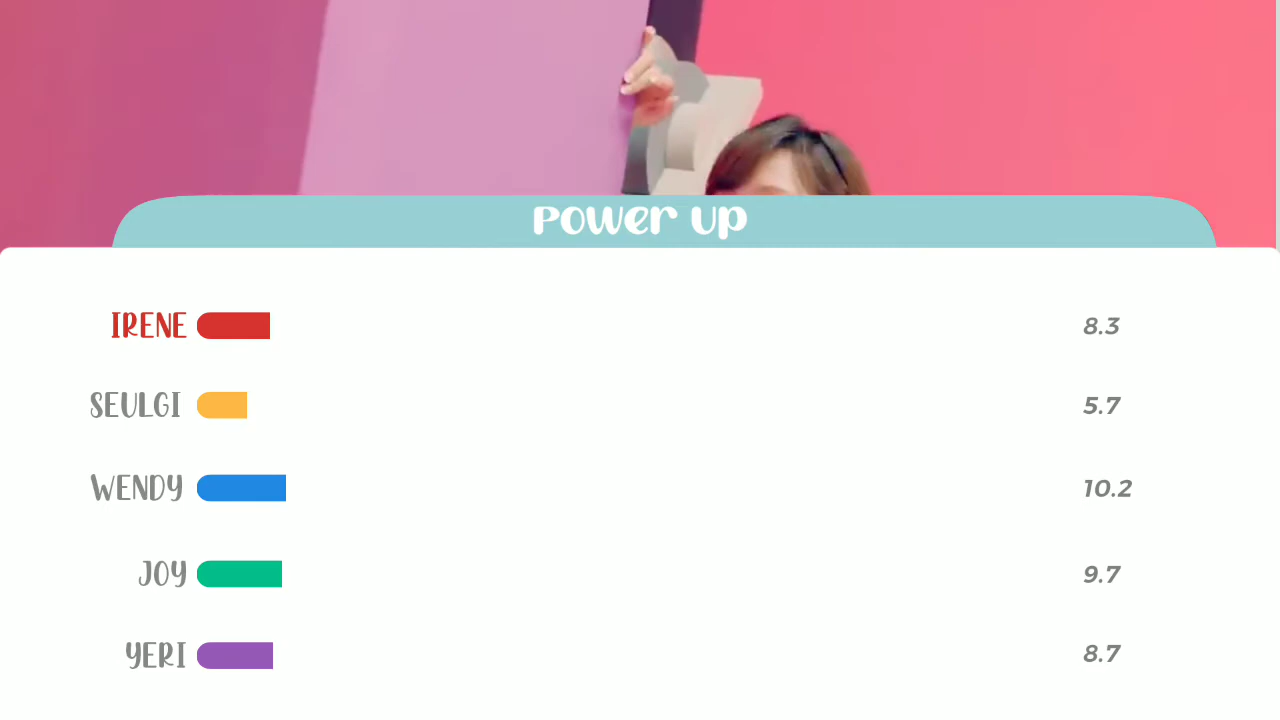 Power Up
IRENE 8.3
SEULGI 5.7
WENDY 10.2
JOY 9.7
YERI 8.7